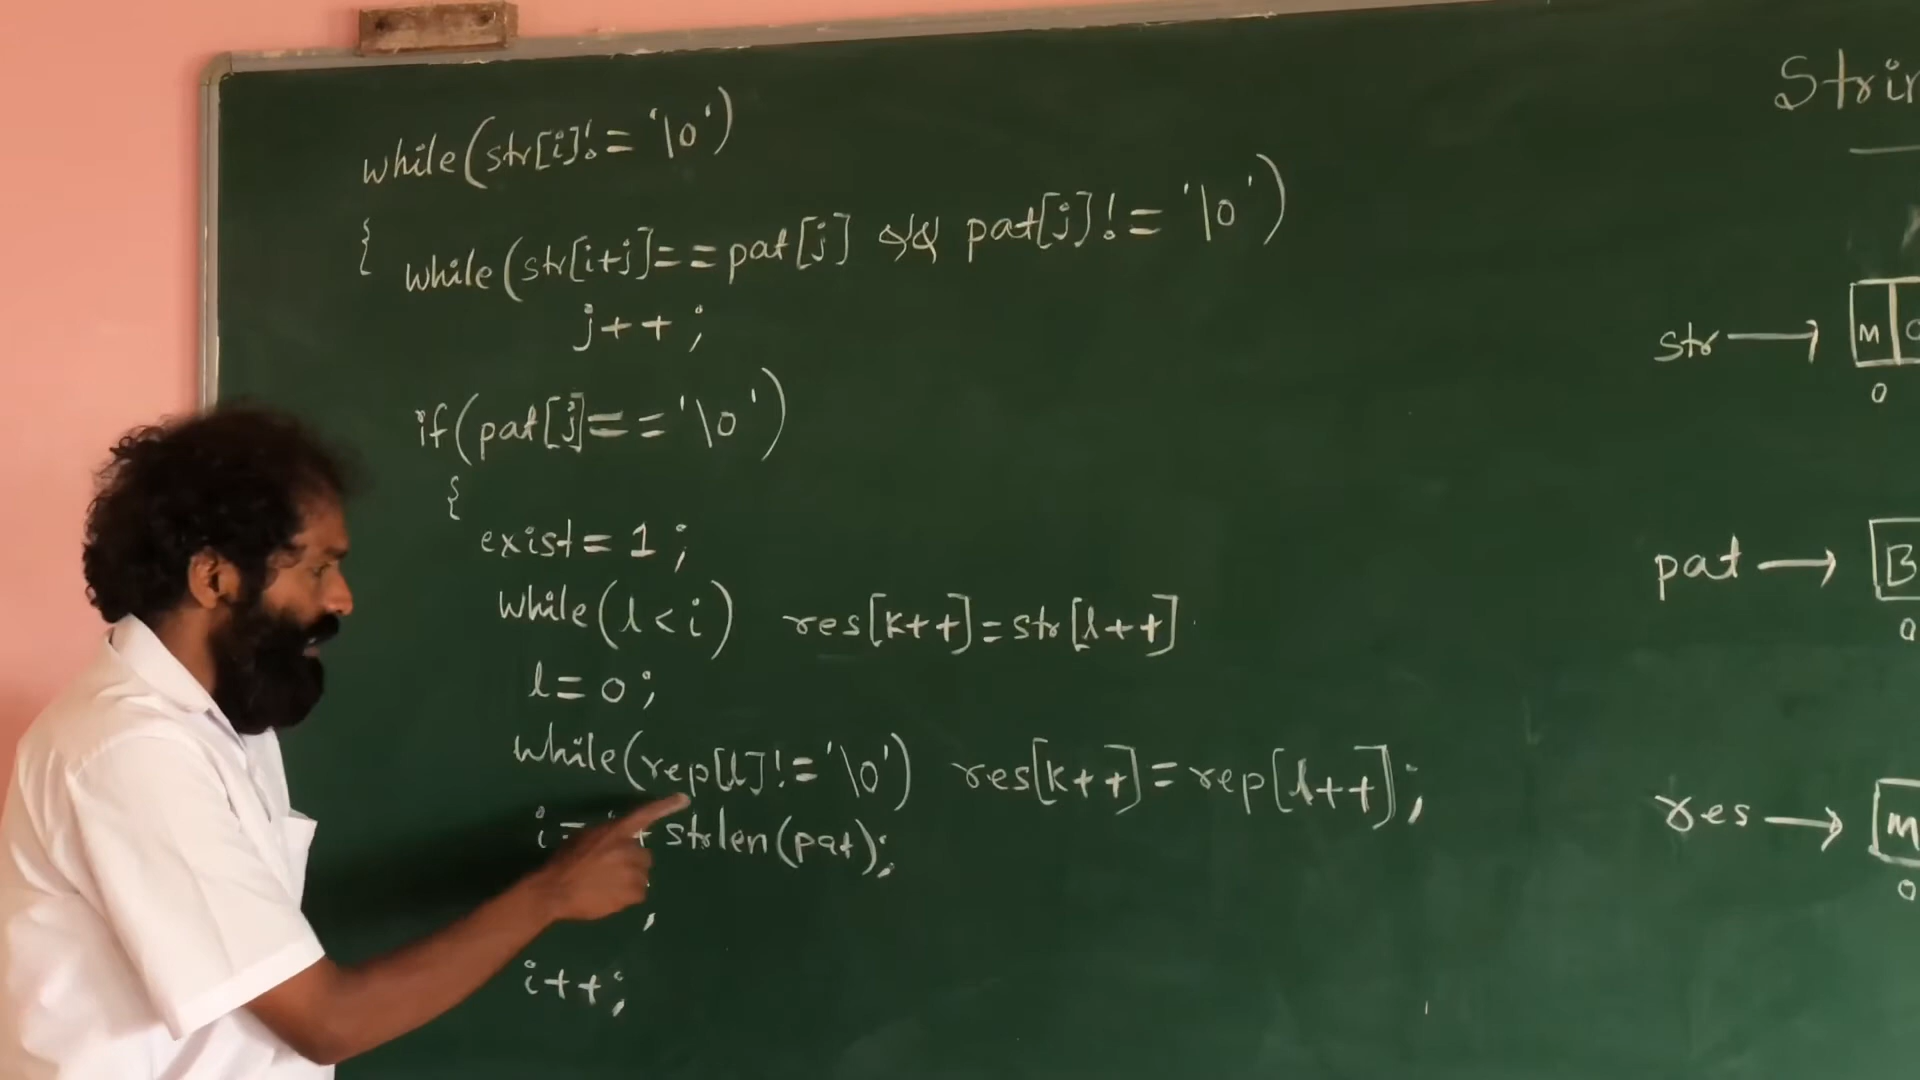 while(str[i]!= '\0')
{
while(str[i+j]==pat[j] && pat[j]!= '\0')
j++;
if(pat[j]=='\0')
{
exist=1;
while(l<i) res[k++]=str[l++]
l=0;
while(rep[l]!='\0') res[k++]=rep[l++];
i= + strlen(pat);
;
i++;
str → M
0
pat → B
0
res → M
0